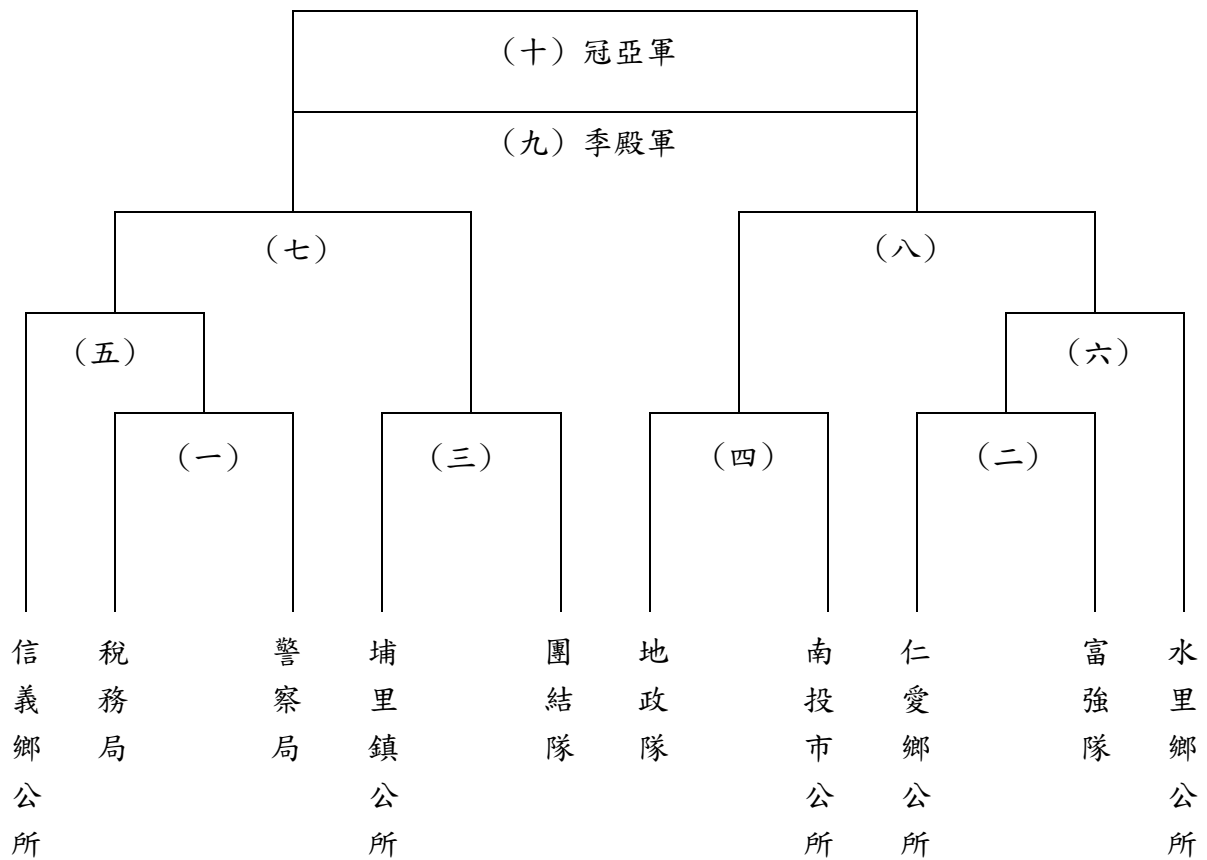 （十）冠亞軍
（九）季殿軍
（七）
（八）
（五）
（六）
（一）
（三）
（四）
（二）
信義鄉公所
稅務局
警察局
埔里鎮公所
團結隊
地政隊
南投市公所
仁愛鄉公所
富強隊
水里鄉公所